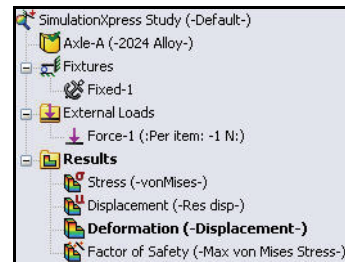 SimulationXpress Study (-Default-)
Axle-A (-2024 Alloy-)
Fixtures
Fixed-1
External Loads
Force-1 (:Per item: -1 N:)
Results
Stress (-vonMises-)
Displacement (-Res disp-)
Deformation (-Displacement-)
Factor of Safety (-Max von Mises Stress-)